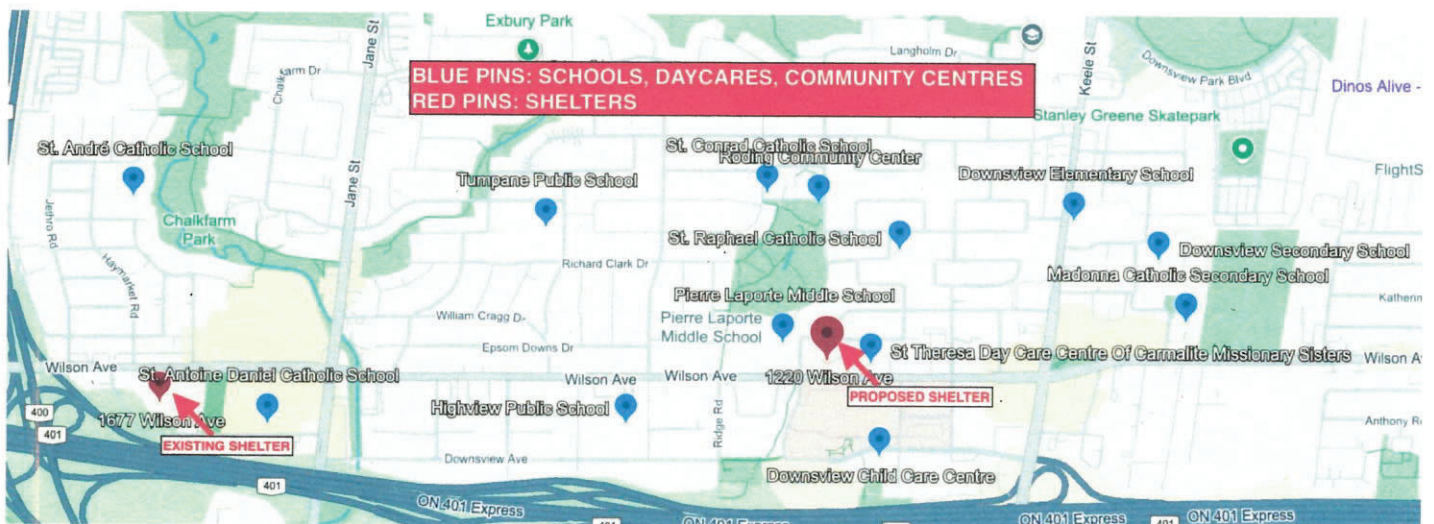 Exbury Park
Langholm Dr
Jane St
Keele St
Downsview Park Blvd
BLUE PINS: SCHOOLS, DAYCARES, COMMUNITY CENTRES
RED PINS: SHELTERS
Dinos Alive -
Stanley Greene Skatepark
St. André Catholic School
St. Conrad Catholic School
Roding Community Center
Tumpane Public School
Downsview Elementary School
FlightS
Jane St
Jethro Rd
Chalkfarm
Park
St. Raphael Catholic School
Downsview Secondary School
Richard Clark Dr
Madonna Catholic Secondary School
Haymarket Rd
Pierre Laporte Middle School
Katherin
William Cragg Dr
Pierre Laporte
Middle School
Epsom Downs Dr
St Theresa Day Care Centre Of Carmalite Missionary Sisters
Wilson Av
Wilson Ave
St. Antoine Daniel Catholic School
Wilson Ave
Wilson Ave
1220 Wilson Ave
PROPOSED SHELTER
Highview Public School
400
401
1677 Wilson Ave
EXISTING SHELTER
Ridge Rd
Anthony R
Downsview Ave
Downsview Child Care Centre
401
ON 401 Express
401
ON 401 Express
401
ON 401 Express